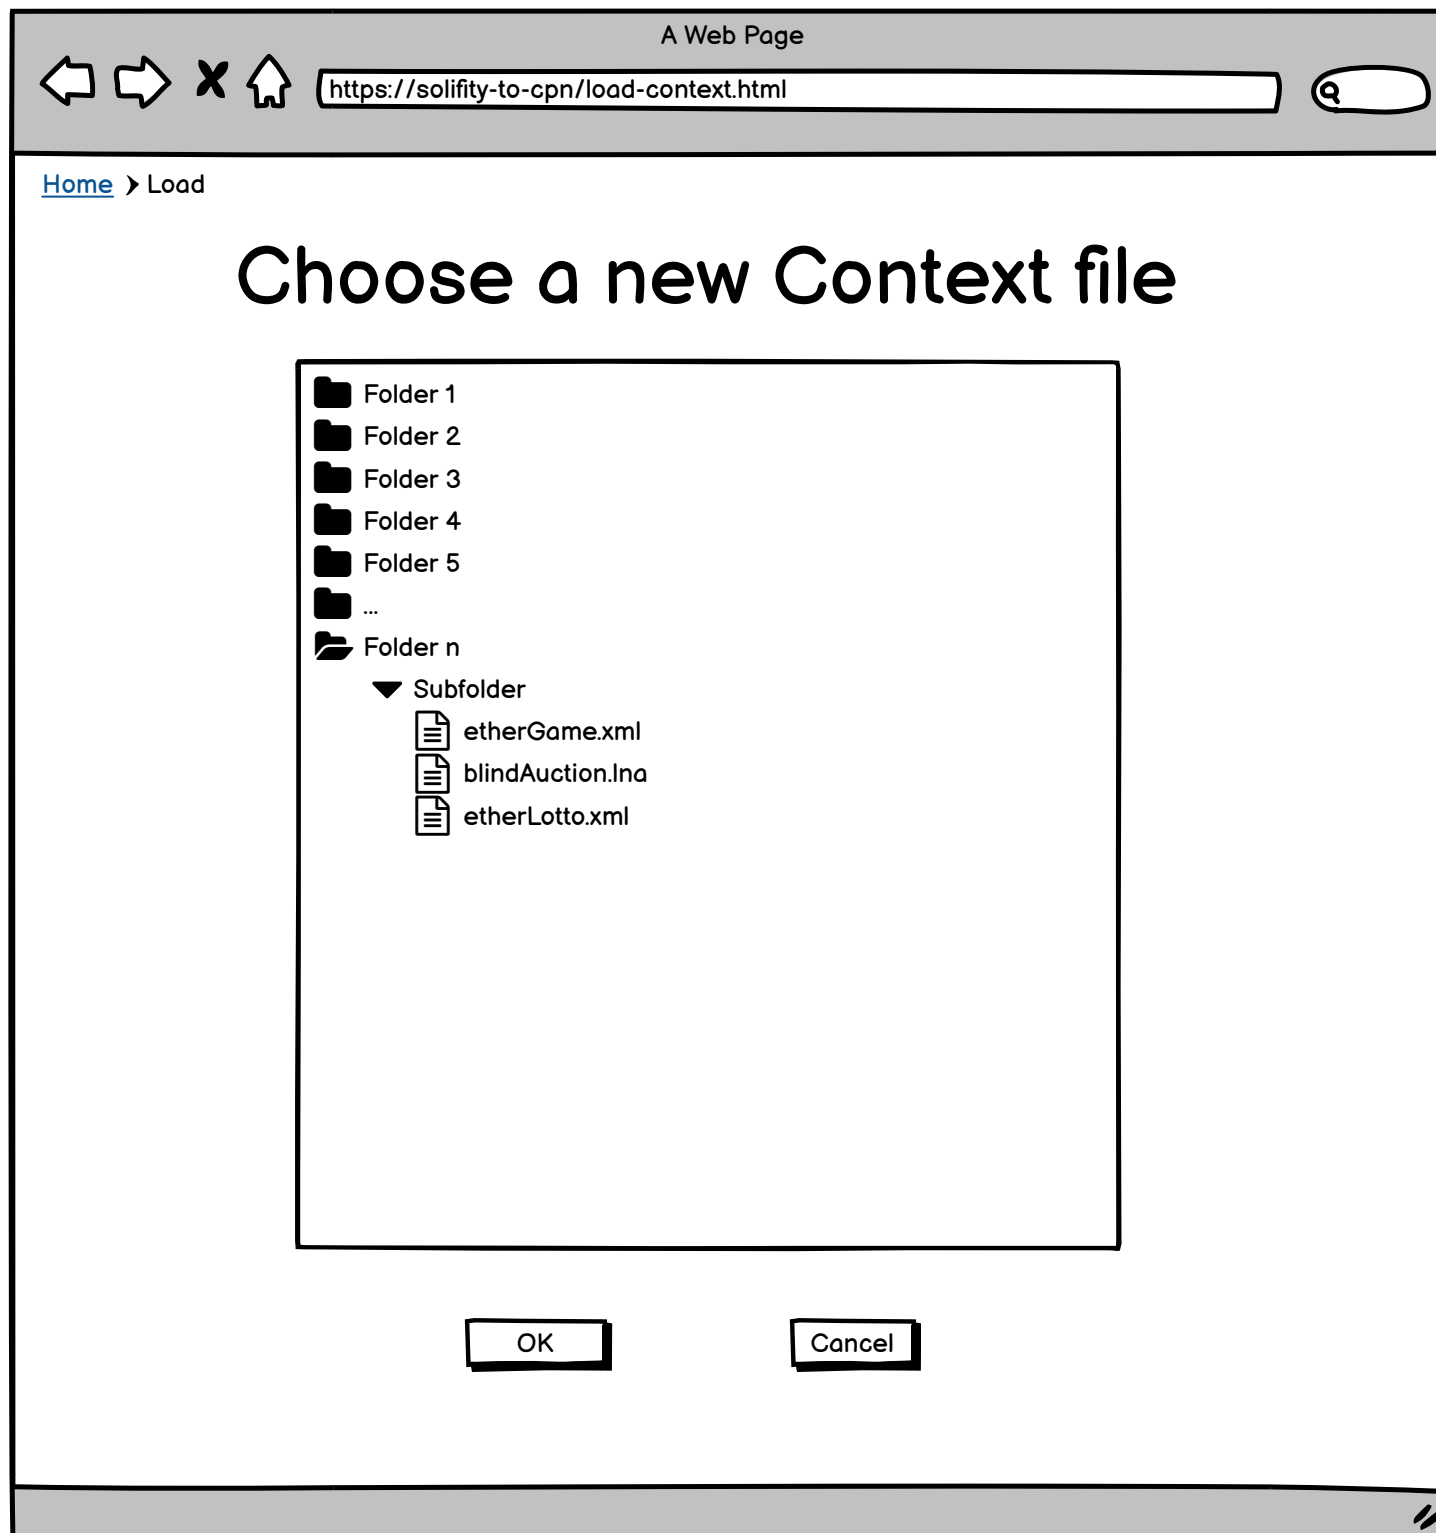 A Web Page
https://solifity-to-cpn/load-context.html
Home Load
Choose a new Context file
Folder 1
Folder 2
Folder 3
Folder 4
Folder 5
...
Folder n
Subfolder
etherGame.xml
blindAuction.lna
etherLotto.xml
OK Cancel